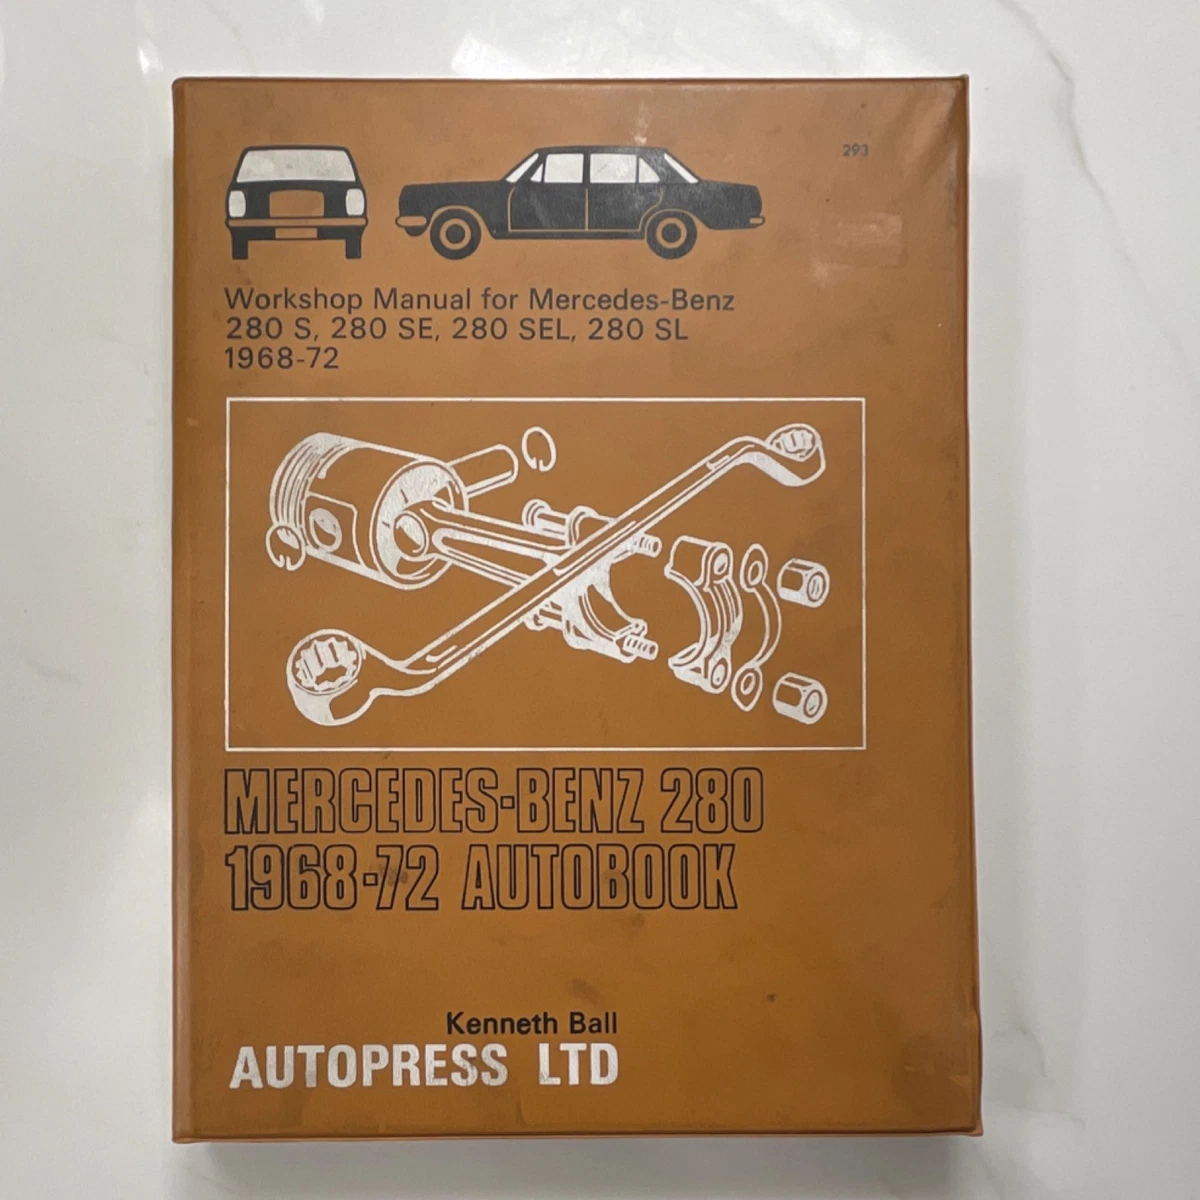 293
Workshop Manual for Mercedes-Benz
280 S, 280 SE, 280 SEL, 280 SL
1968-72
MERCEDES-BENZ 280
1968-72 AUTOBOOK
Kenneth Ball
AUTOPRESS LTD